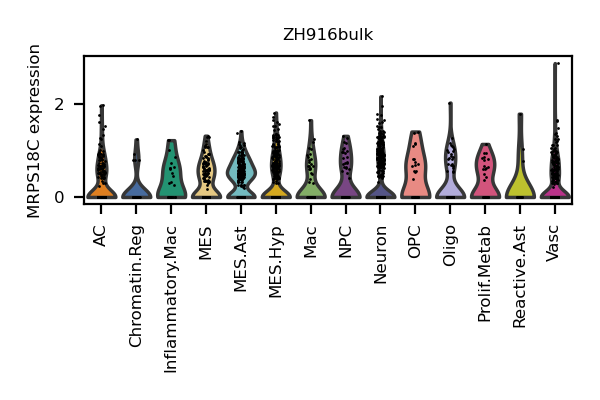 ZH916bulk
MRPS18C expression
2
0
AC
Chromatin.Reg
Inflammatory.Mac
MES
MES.Ast
MES.Hyp
Mac
NPC
Neuron
OPC
Oligo
Prolif.Metab
Reactive.Ast
Vasc